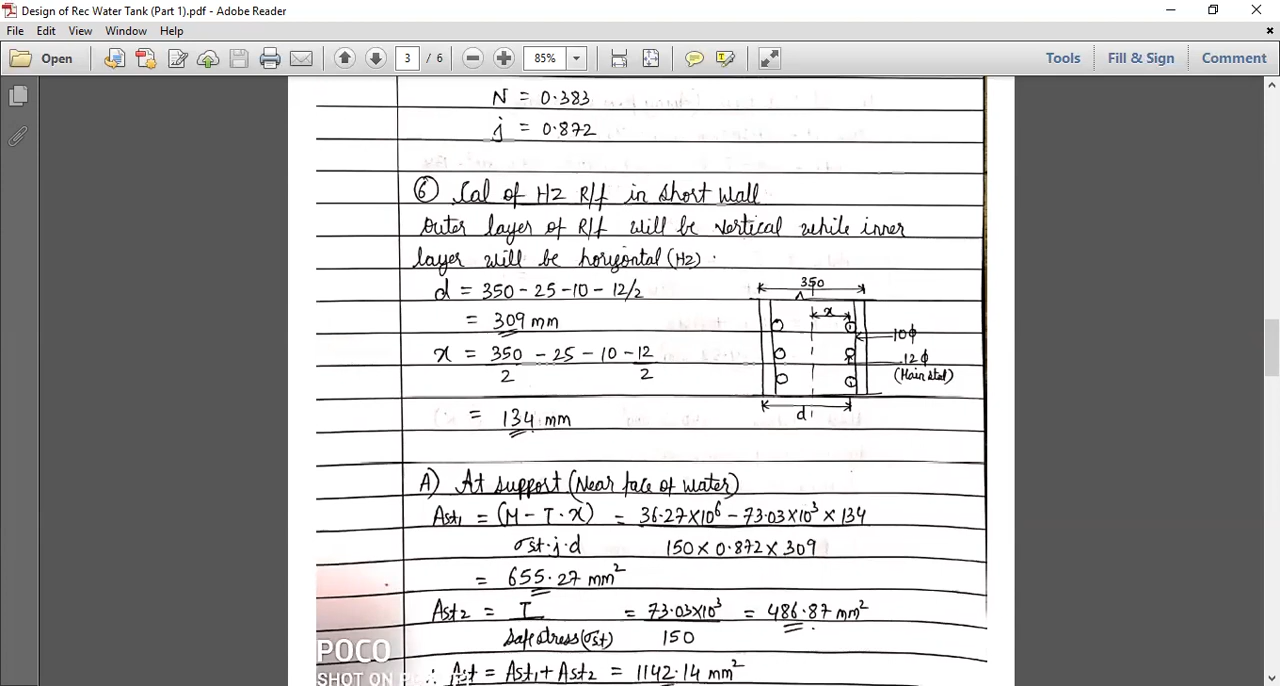 Design of Rec Water Tank (Part 1).pdf - Adobe Reader
File Edit View Window Help
Open 3 / 6 85% Tools Fill & Sign Comment
N = 0.383
j = 0.872
⑥ Cal of HZ R/f in short wall
Outer layer of R/f will be vertical while inner
layer will be horizontal (HZ).
d = 350 - 25 - 10 - 12/2
= 309 mm
x = 350/2 - 25 - 10 - 12/2
= 134 mm
350
x
10ϕ
12ϕ
(Main steel)
d
A) At support (Near face of water)
Ast1 = (M - T·x) / σst·j·d = 36.27×10⁶ - 73.03×10³×134 / 150×0.872×309
= 655.27 mm²
Ast2 = T / safe stress(σst) = 73.03×10³ / 150 = 486.87 mm²
∴ Ast = Ast1 + Ast2 = 1142.14 mm²
POCO
SHOT ON